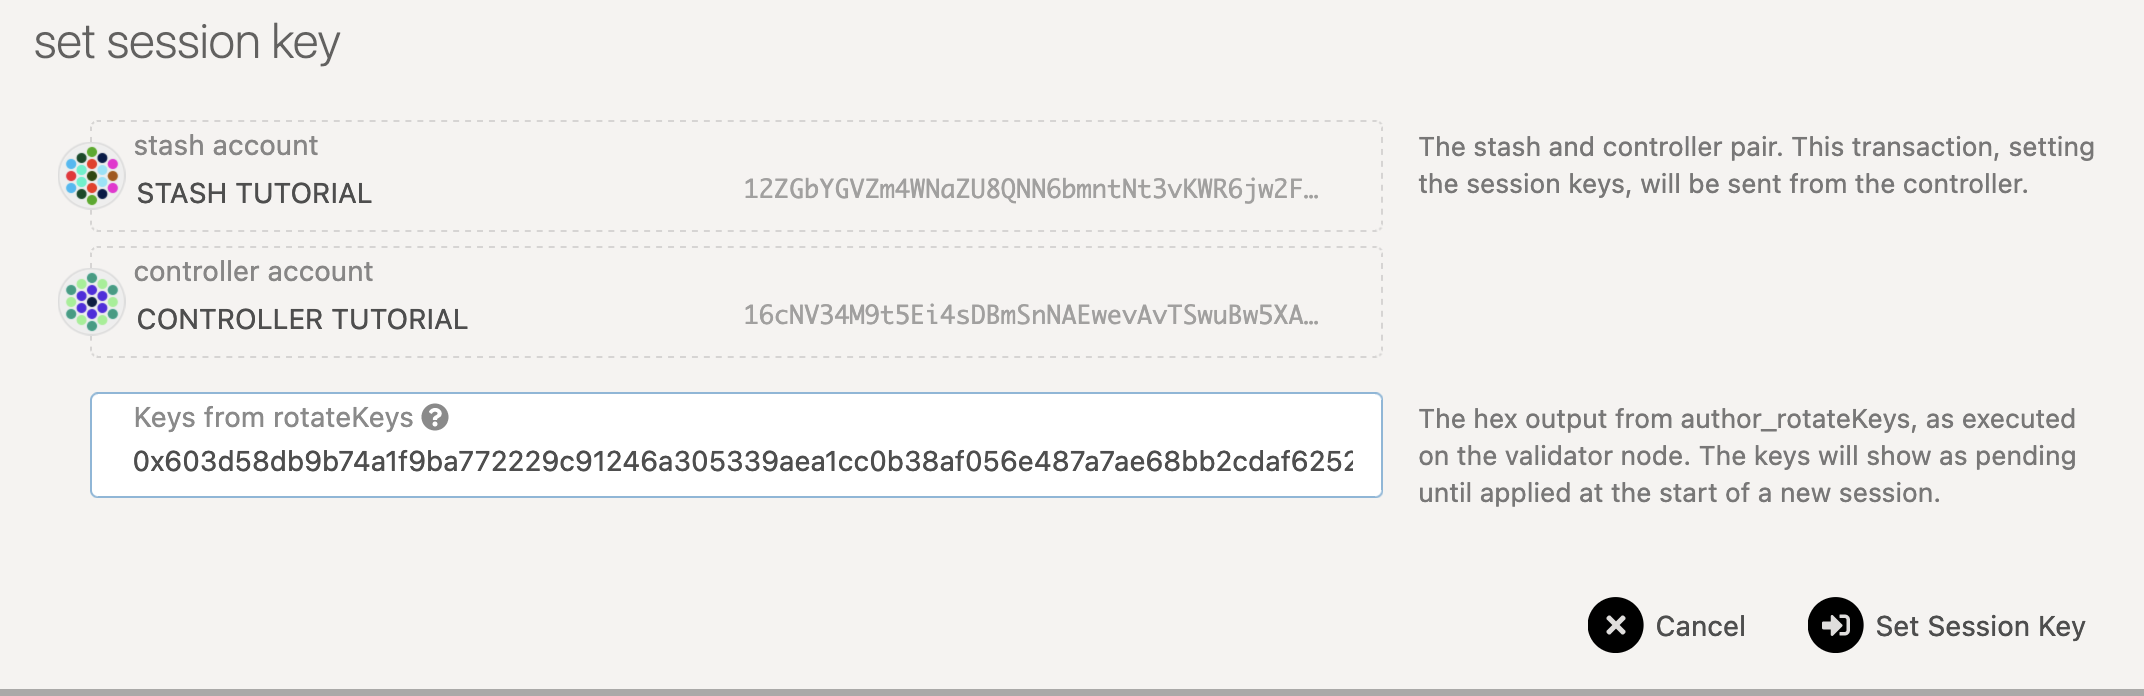 set session key
stash account
STASH TUTORIAL
12ZGbYGVZm4WNaZU8QNN6bmntNt3vKWR6jw2F…
The stash and controller pair. This transaction, setting
the session keys, will be sent from the controller.
controller account
CONTROLLER TUTORIAL
16cNV34M9t5Ei4sDBmSnNAEwevAvTSwuBw5XA…
Keys from rotateKeys
0x603d58db9b74a1f9ba772229c91246a305339aea1cc0b38af056e487a7ae68bb2cdaf6252
The hex output from author_rotateKeys, as executed
on the validator node. The keys will show as pending
until applied at the start of a new session.
Cancel
Set Session Key